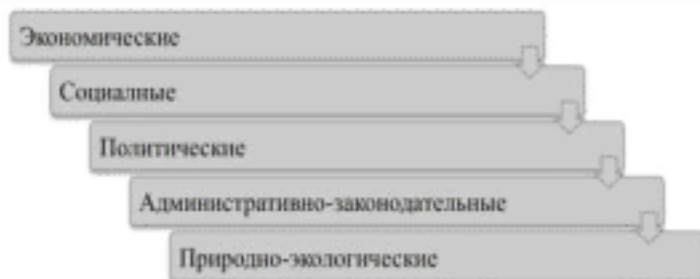 Экономические
Социалные
Политические
Административно-законодательные
Природно-экологические